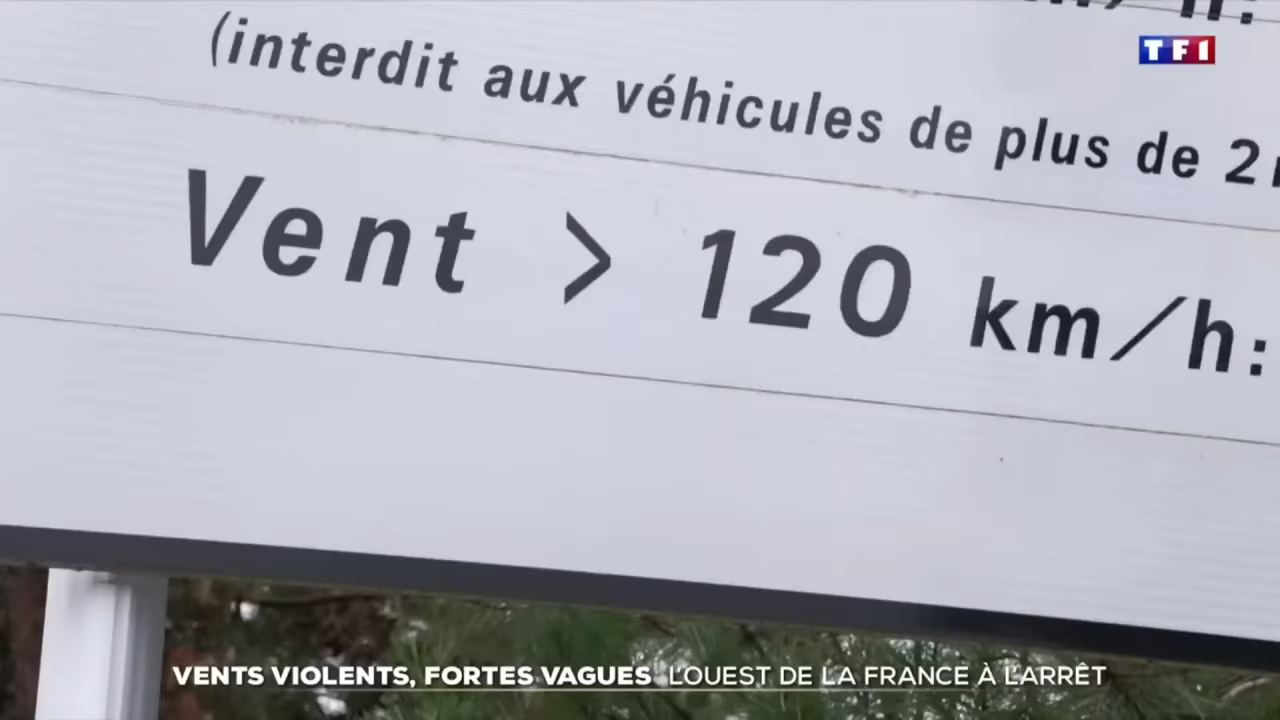 TF1
(interdit aux véhicules de plus de 2
Vent > 120 km/h:
VENTS VIOLENTS, FORTES VAGUES L'OUEST DE LA FRANCE À L'ARRÊT